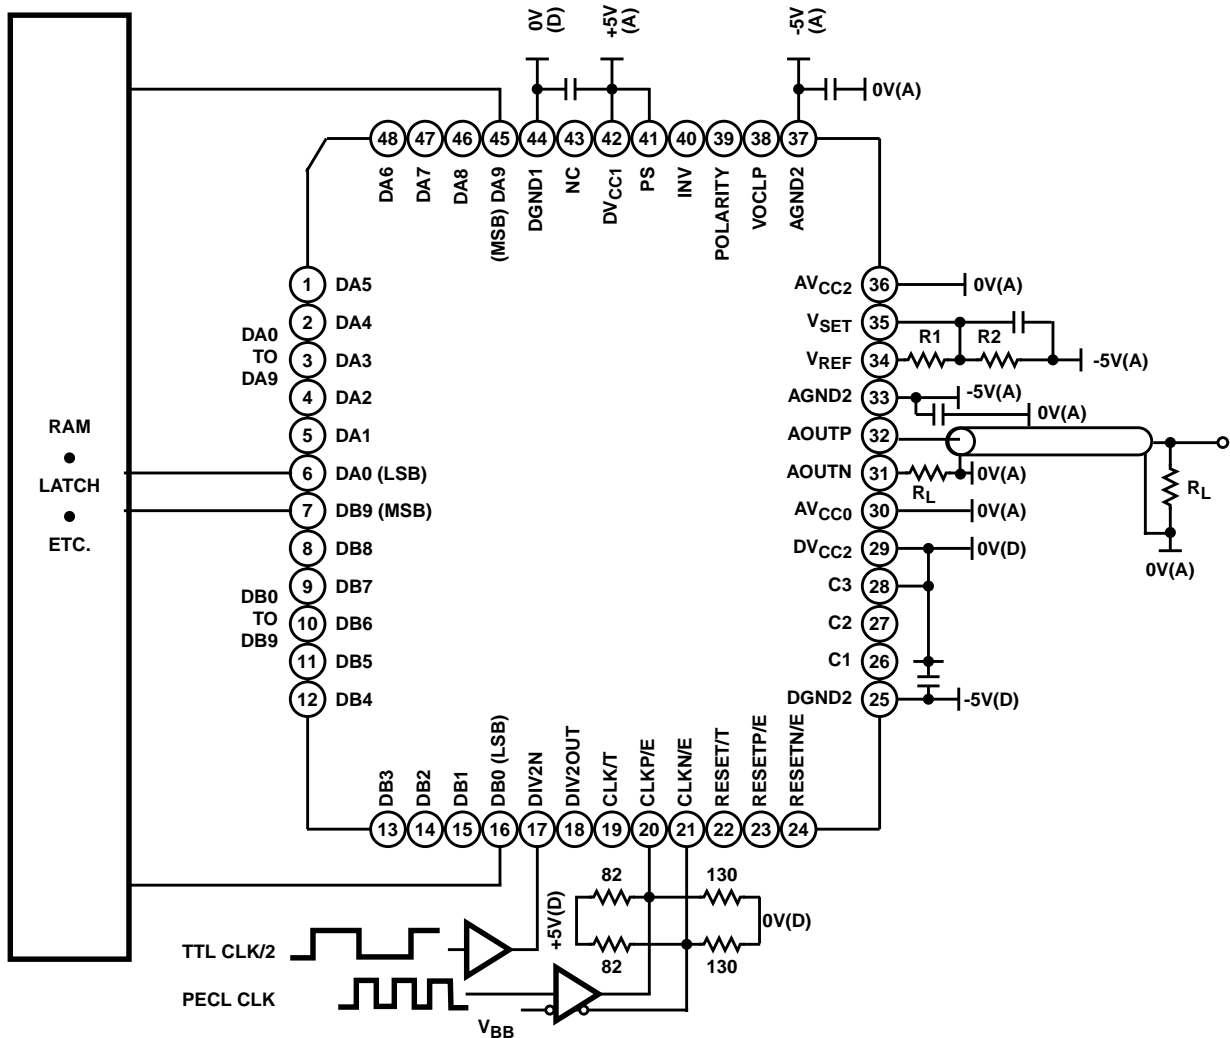 0V
(D)
+5V
(A)
-5V
(A)
0V(A)
48 47 46 45 44 43 42 41 40 39 38 37
DA6
DA7
DA8
(MSB) DA9
DGND1
NC
DVCC1
PS
INV
POLARITY
VOCLP
AGND2
1 DA5
2 DA4
3 DA3
4 DA2
5 DA1
6 DA0 (LSB)
7 DB9 (MSB)
8 DB8
9 DB7
10 DB6
11 DB5
12 DB4
DA0
TO
DA9
DB0
TO
DB9
RAM
LATCH
ETC.
AVCC2 36 0V(A)
VSET 35
R1 R2
VREF 34 -5V(A)
AGND2 33 -5V(A)
0V(A)
AOUTP 32
AOUTN 31 0V(A)
RL
RL
0V(A)
AVCC0 30 0V(A)
DVCC2 29 0V(D)
C3 28
C2 27
C1 26
DGND2 25 -5V(D)
DB3
DB2
DB1
DB0 (LSB)
DIV2N
DIV2OUT
CLK/T
CLKP/E
CLKN/E
RESET/T
RESETP/E
RESETN/E
13 14 15 16 17 18 19 20 21 22 23 24
82 130
+5V(D)
0V(D)
82 130
TTL CLK/2
PECL CLK
VBB